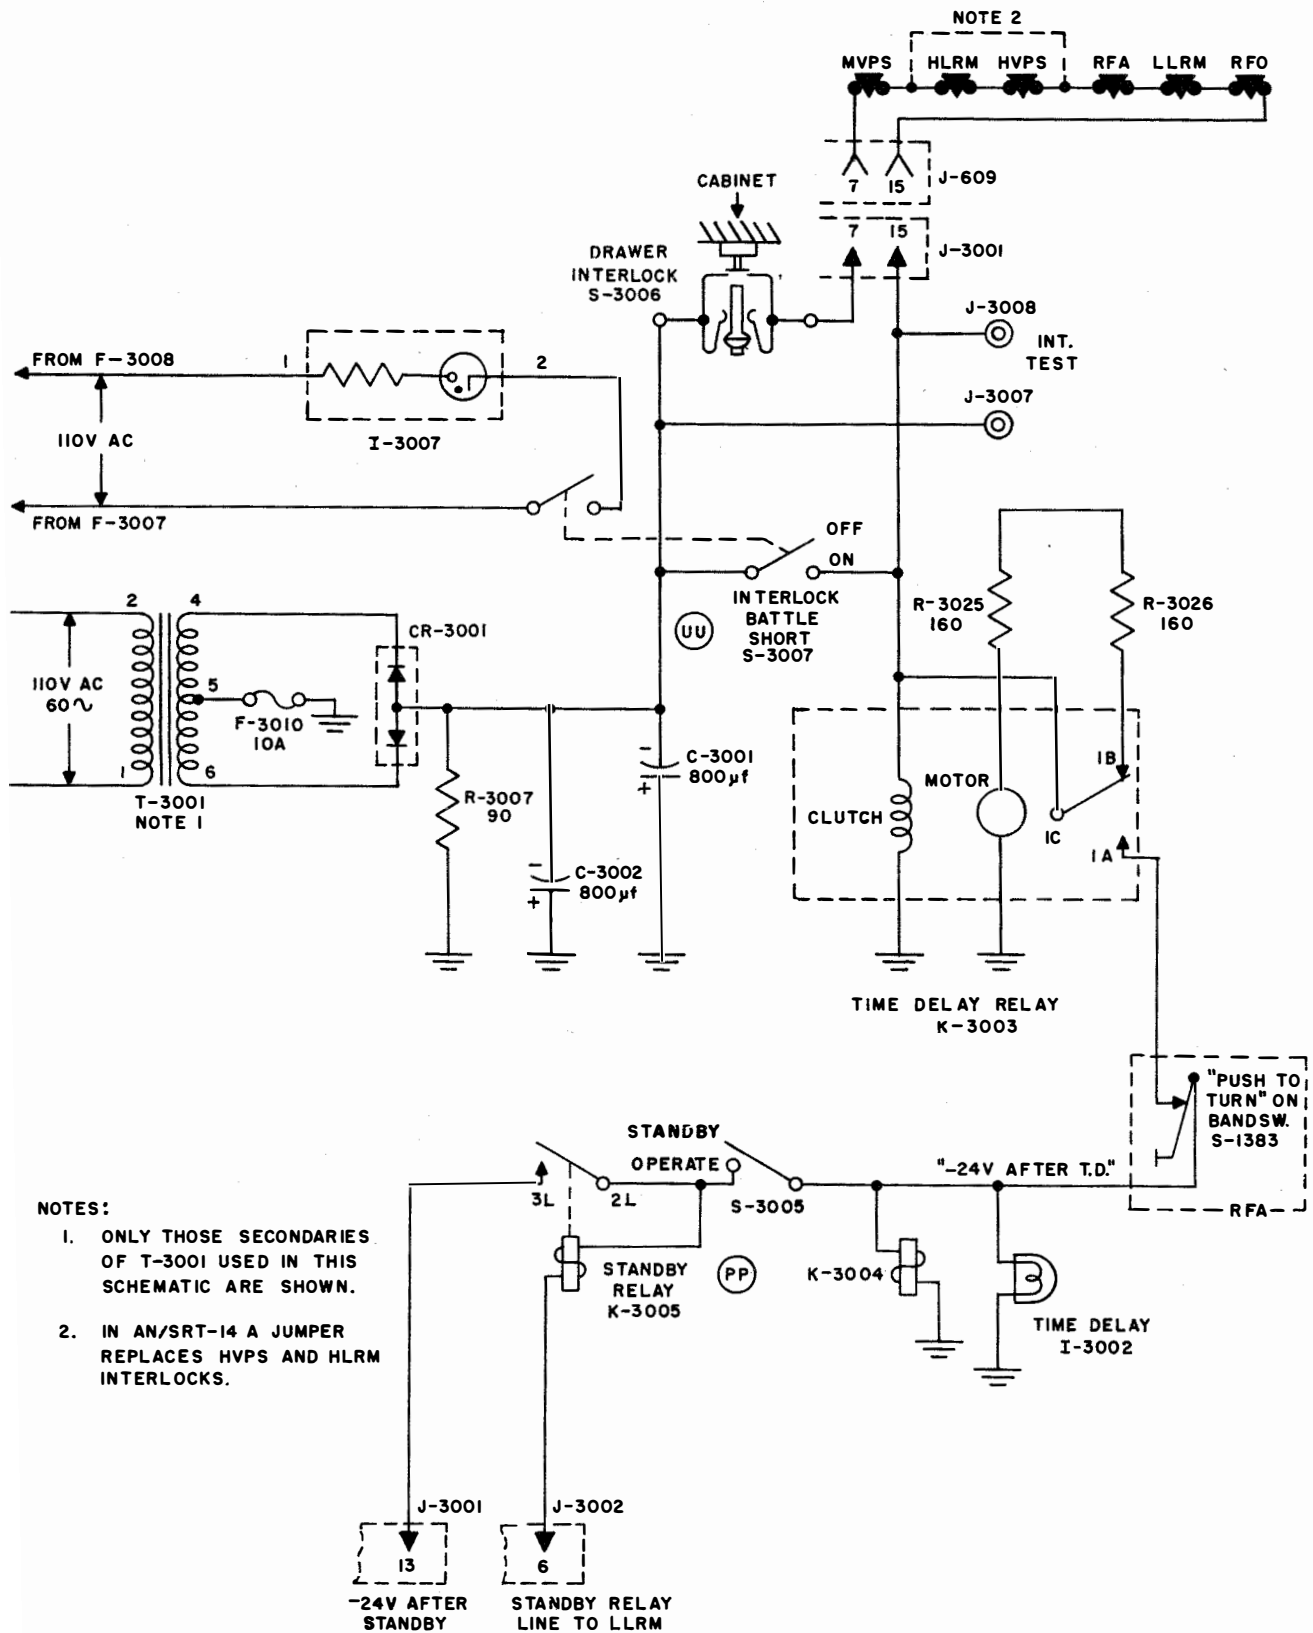 NOTE 2
MVPS HLRM HVPS RFA LLRM RFO
7 15
J-609
CABINET
7 15
J-3001
DRAWER
INTERLOCK
S-3006
J-3008
INT.
TEST
J-3007
FROM F-3008
1
2
I-3007
110V AC
FROM F-3007
OFF
ON
INTERLOCK
BATTLE
SHORT
S-3007
UU
R-3025
160
R-3026
160
2 4
CR-3001
110V AC
60∿
5
F-3010
10A
1 6
T-3001
NOTE 1
R-3007
90
-
C-3001
800µf
+
-
C-3002
800µf
+
CLUTCH
MOTOR
1B
1C
1A
TIME DELAY RELAY
K-3003
"PUSH TO
TURN" ON
BANDSW.
S-1383
RFA
STANDBY
OPERATE
S-3005
"-24V AFTER T.D."
3L 2L
STANDBY
RELAY
K-3005
PP
K-3004
TIME DELAY
I-3002
NOTES:
1. ONLY THOSE SECONDARIES
OF T-3001 USED IN THIS
SCHEMATIC ARE SHOWN.
2. IN AN/SRT-14 A JUMPER
REPLACES HVPS AND HLRM
INTERLOCKS.
J-3001
13
-24V AFTER
STANDBY
J-3002
6
STANDBY RELAY
LINE TO LLRM